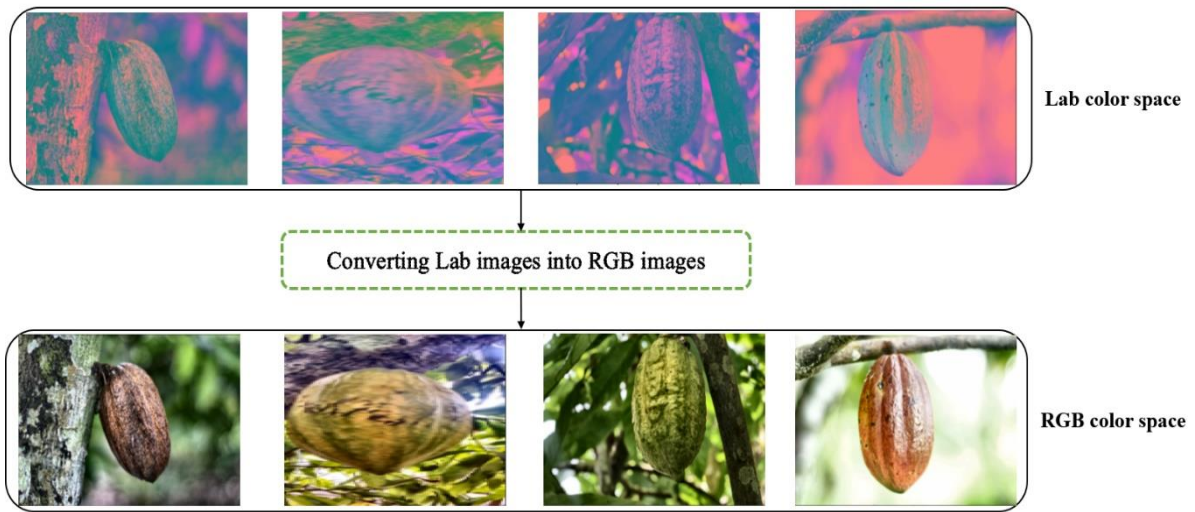 Lab color space
Converting Lab images into RGB images
RGB color space